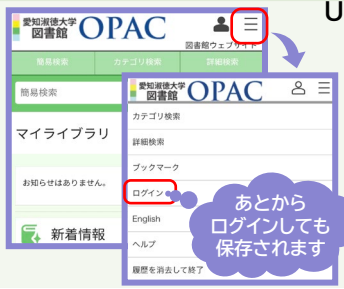 愛知淑徳大学
図書館 OPAC
U
図書館ウェブサイト
簡易検索 カテゴリ検索 詳細検索
簡易検索
マイライブラリ
お知らせはありません。
新着情報
愛知淑徳大学
図書館 OPAC
カテゴリ検索
詳細検索
ブックマーク
ログイン
English
ヘルプ
履歴を消去して終了
あとから
ログインしても
保存されます